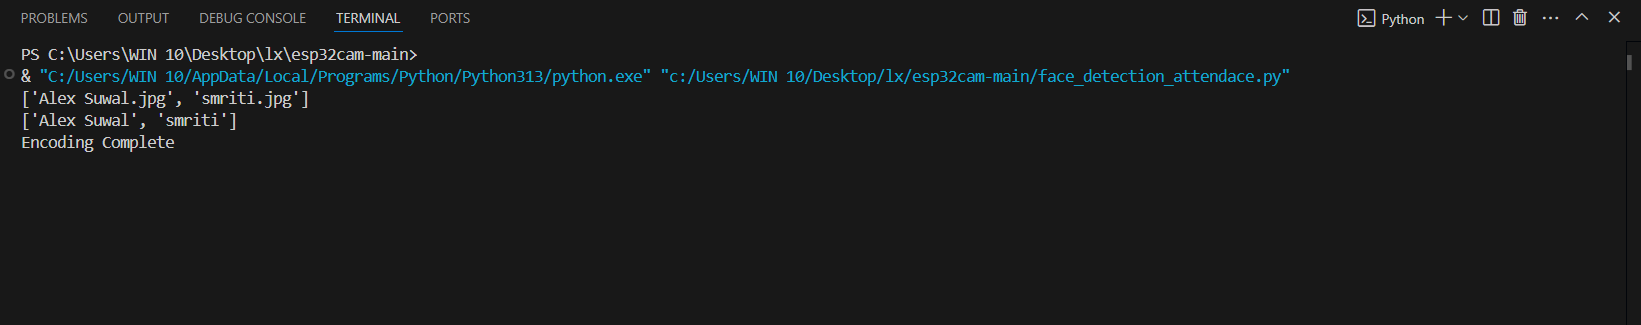 PROBLEMS OUTPUT DEBUG CONSOLE TERMINAL PORTS Python
PS C:\Users\WIN 10\Desktop\lx\esp32cam-main>
& "C:/Users/WIN 10/AppData/Local/Programs/Python/Python313/python.exe" "c:/Users/WIN 10/Desktop/lx/esp32cam-main/face_detection_attendace.py"
['Alex Suwal.jpg', 'smriti.jpg']
['Alex Suwal', 'smriti']
Encoding Complete